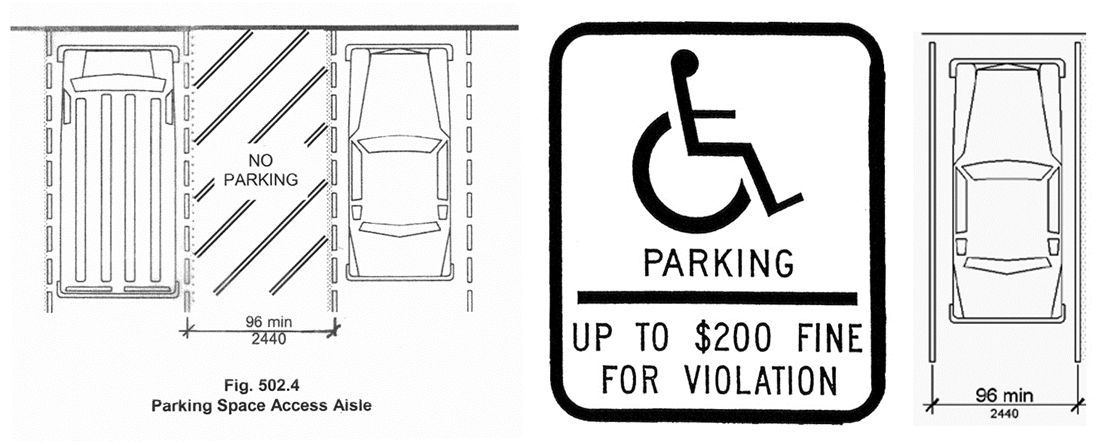 NO
PARKING
96 min
2440
Fig. 502.4
Parking Space Access Aisle
PARKING
UP TO $200 FINE
FOR VIOLATION
96 min
2440